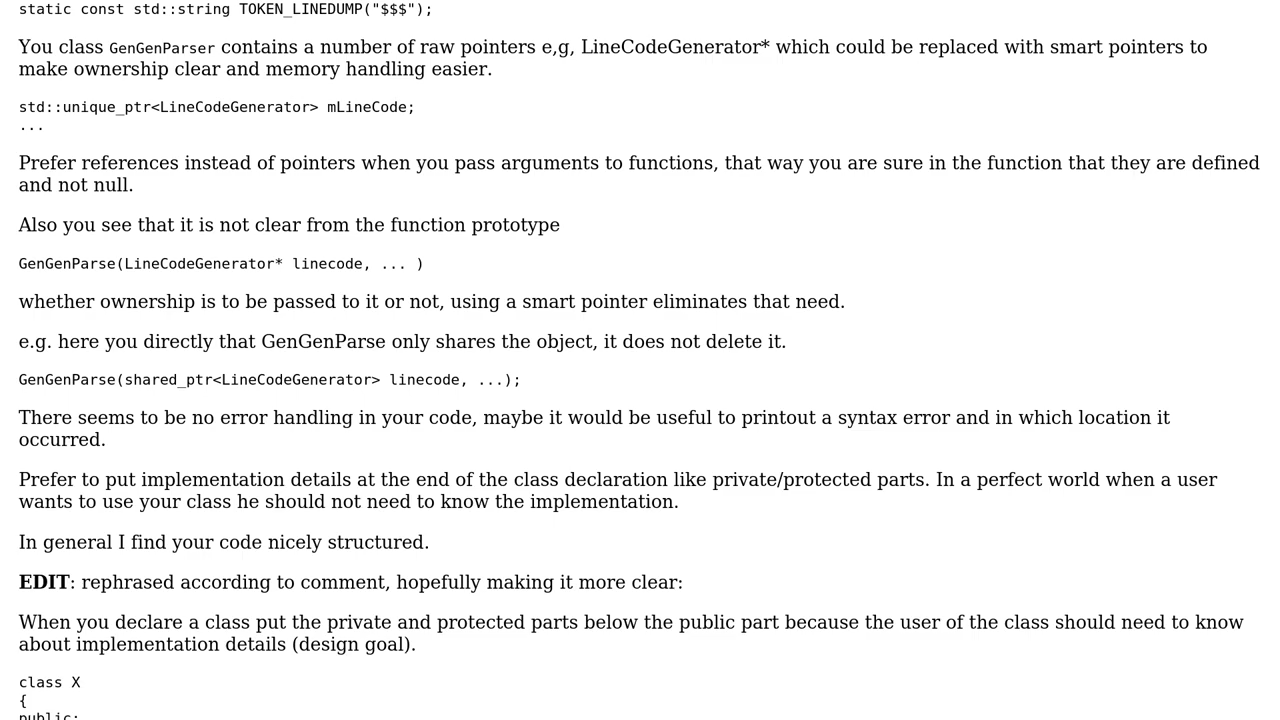 static const std::string TOKEN_LINEDUMP("$$$");
You class GenGenParser contains a number of raw pointers e,g, LineCodeGenerator* which could be replaced with smart pointers to
make ownership clear and memory handling easier.
std::unique_ptr<LineCodeGenerator> mLineCode;
...
Prefer references instead of pointers when you pass arguments to functions, that way you are sure in the function that they are defined
and not null.
Also you see that it is not clear from the function prototype
GenGenParse(LineCodeGenerator* linecode, ... )
whether ownership is to be passed to it or not, using a smart pointer eliminates that need.
e.g. here you directly that GenGenParse only shares the object, it does not delete it.
GenGenParse(shared_ptr<LineCodeGenerator> linecode, ...);
There seems to be no error handling in your code, maybe it would be useful to printout a syntax error and in which location it
occurred.
Prefer to put implementation details at the end of the class declaration like private/protected parts. In a perfect world when a user
wants to use your class he should not need to know the implementation.
In general I find your code nicely structured.
EDIT: rephrased according to comment, hopefully making it more clear:
When you declare a class put the private and protected parts below the public part because the user of the class should need to know
about implementation details (design goal).
class X
{
public: